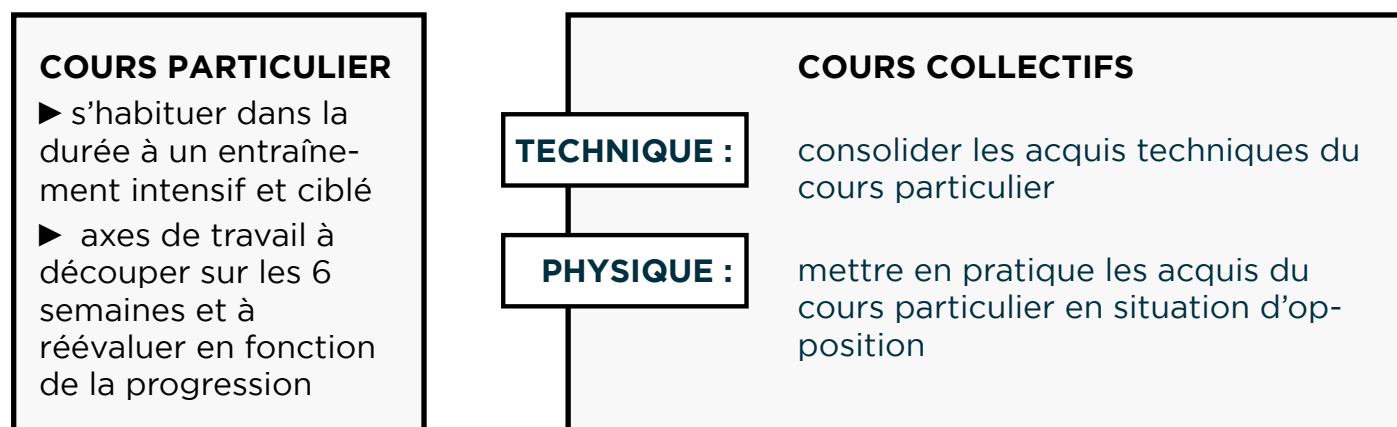 COURS PARTICULIER
► s'habituer dans la
durée à un entraîne-
ment intensif et ciblé
► axes de travail à
découper sur les 6
semaines et à
réévaluer en fonction
de la progression
COURS COLLECTIFS
TECHNIQUE :
consolider les acquis techniques du
cours particulier
PHYSIQUE :
mettre en pratique les acquis du
cours particulier en situation d'op-
position